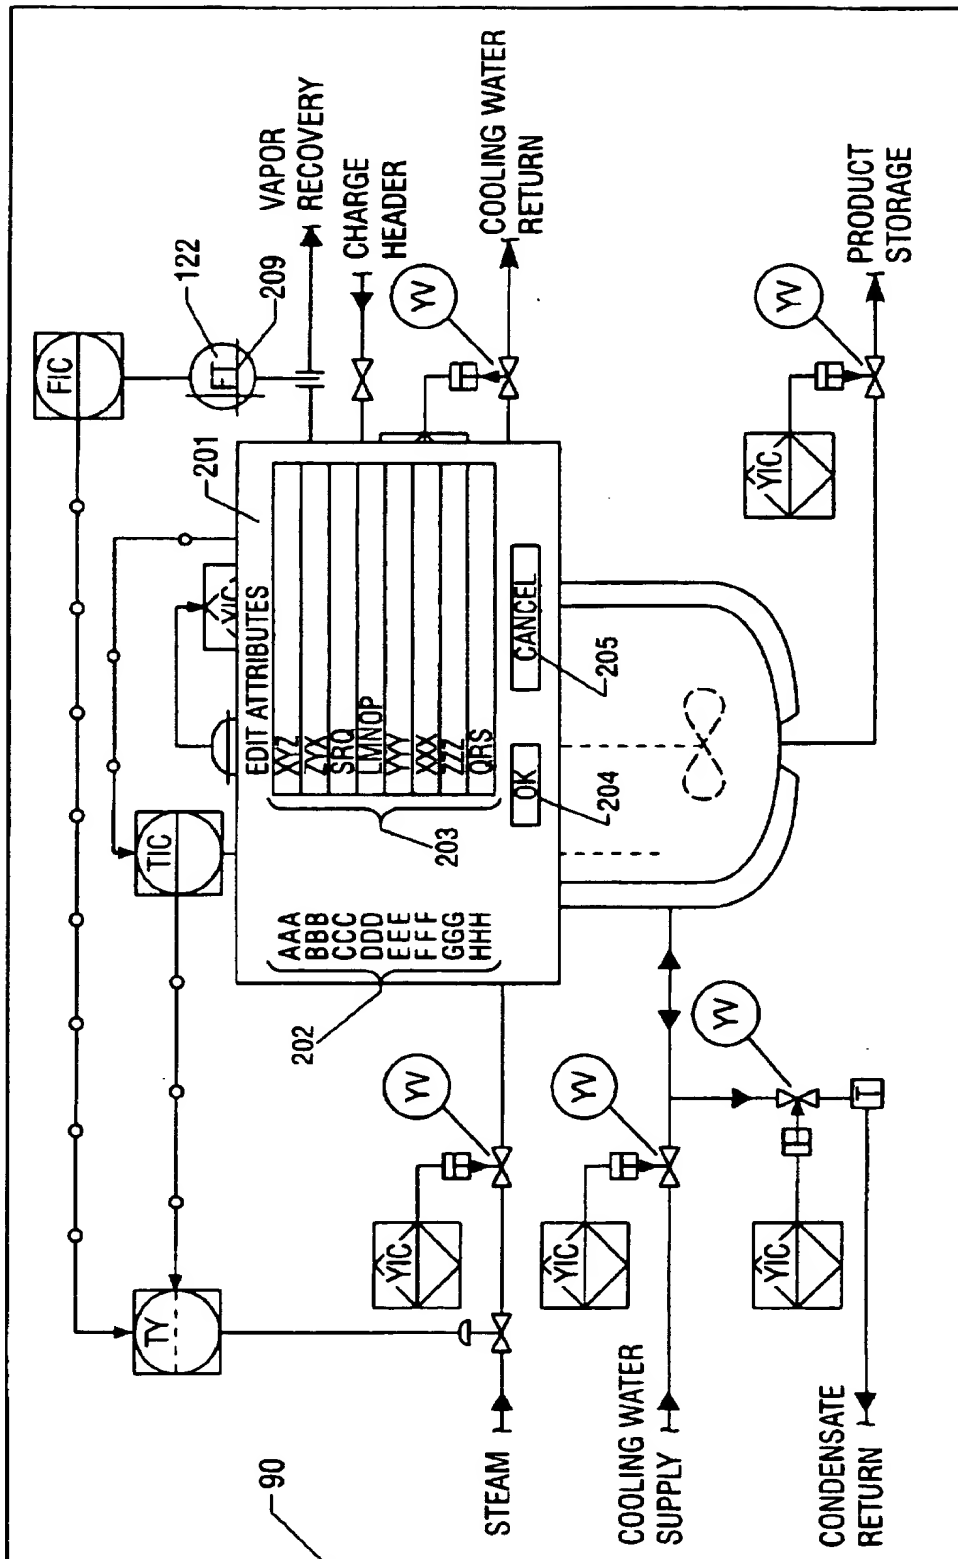 90
FIC
TY
TIC
YIC
122
FT
209
VAPOR
RECOVERY
CHARGE
HEADER
201
EDIT ATTRIBUTES
AAA XYZ
BBB ZYX
CCC SRQ
DDD LMNOP
EEE YYY
FFF XXX
GGG ZZZ
HHH QRS
202
203
OK
CANCEL
204
205
YV
COOLING WATER
RETURN
STEAM
YIC
YV
COOLING WATER
SUPPLY
YIC
YV
YIC
YV
T
CONDENSATE
RETURN
YIC
YV
PRODUCT
STORAGE